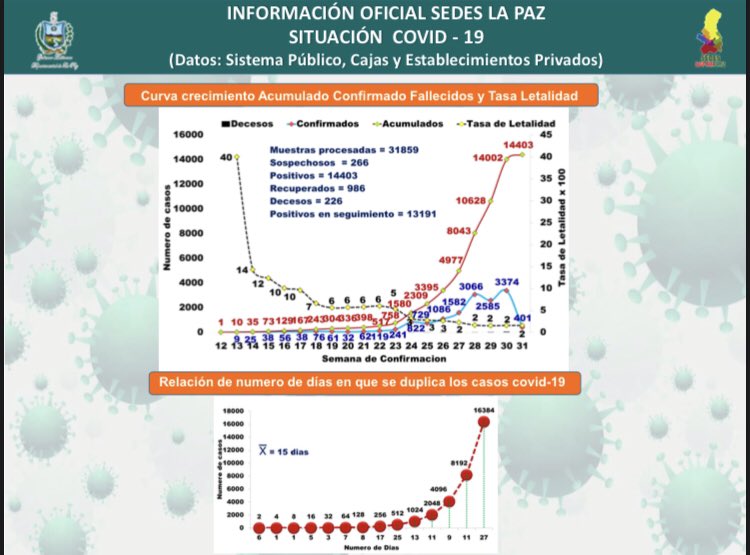 INFORMACIÓN OFICIAL SEDES LA PAZ
SITUACIÓN COVID - 19
(Datos: Sistema Público, Cajas y Establecimientos Privados)
SEDES
Curva crecimiento Acumulado Confirmado Fallecidos y Tasa Letalidad
Decesos Confirmados Acumulados Tasa de Letalidad
Muestras procesadas = 31859
Sospechosos = 266
Positivos = 14403
Recuperados = 986
Decesos = 226
Positivos en seguimiento = 13191
Numero de casos
16000
14000
12000
10000
8000
6000
4000
2000
0
45
40
35
30
25
20
15
10
5
0
Tasa de Letalidad x 100
40 14 12 10 10 7 6 6 6 6 5 3 3 2 2 2 2 2
1 10 35 73 129 167 243 304 336 398 517 758 1580 2309 3395 4977 8043 10628 14002 14403
9 25 38 56 38 76 61 32 62 119 241 822 729 1086 1582 3066 2585 3374 401
12 13 14 15 16 17 18 19 20 21 22 23 24 25 26 27 28 29 30 31
Semana de Confirmacion
Relación de numero de días en que se duplica los casos covid-19
Numero de casos
18000
16000
14000
12000
10000
8000
6000
4000
2000
0
X = 15 dias
2 4 8 16 32 64 128 256 512 1024 2048 4096 8192 16384
6 1 1 5 3 7 8 17 25 13 11 9 11 27
Numero de Dias